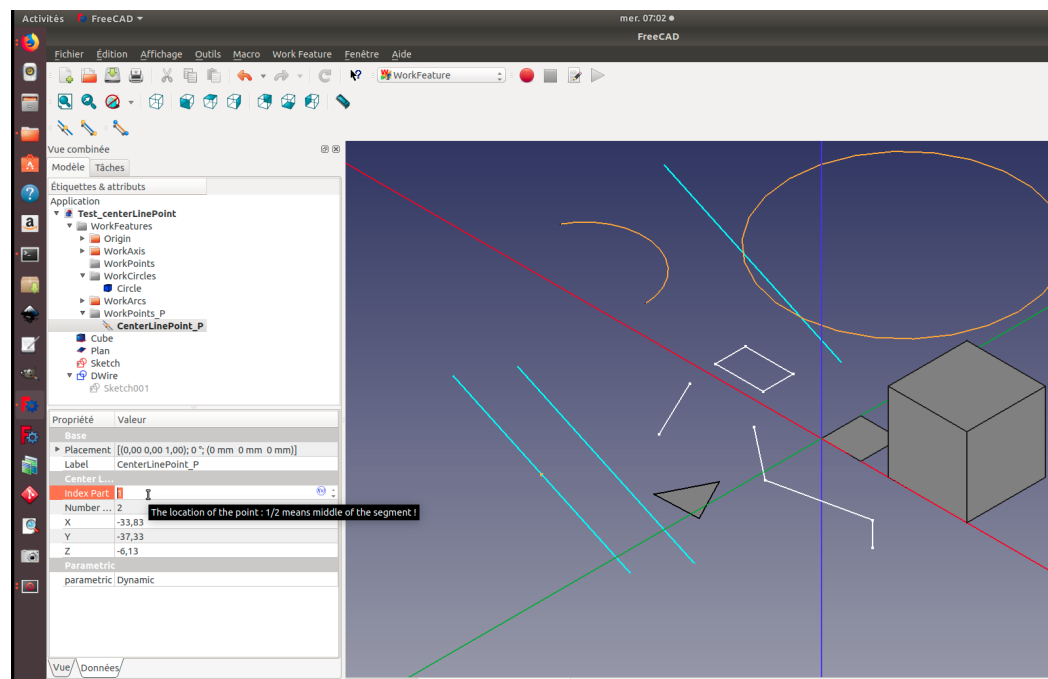 Activités FreeCAD mer. 07:02
FreeCAD
Fichier Édition Affichage Outils Macro Work Feature Fenêtre Aide
WorkFeature
Vue combinée
Modèle Tâches
Étiquettes & attributs
Application
Test_centerLinePoint
WorkFeatures
Origin
WorkAxis
WorkPoints
WorkCircles
Circle
WorkArcs
WorkPoints_P
CenterLinePoint_P
Cube
Plan
Sketch
DWire
Sketch001
Propriété Valeur
Base
Placement [(0,00 0,00 1,00); 0 °; (0 mm 0 mm 0 mm)]
Label CenterLinePoint_P
Center L...
Index Part 1
Number ... 2
The location of the point : 1/2 means middle of the segment !
X -33,83
Y -37,33
Z -6,13
Parametric
parametric Dynamic
Vue Données